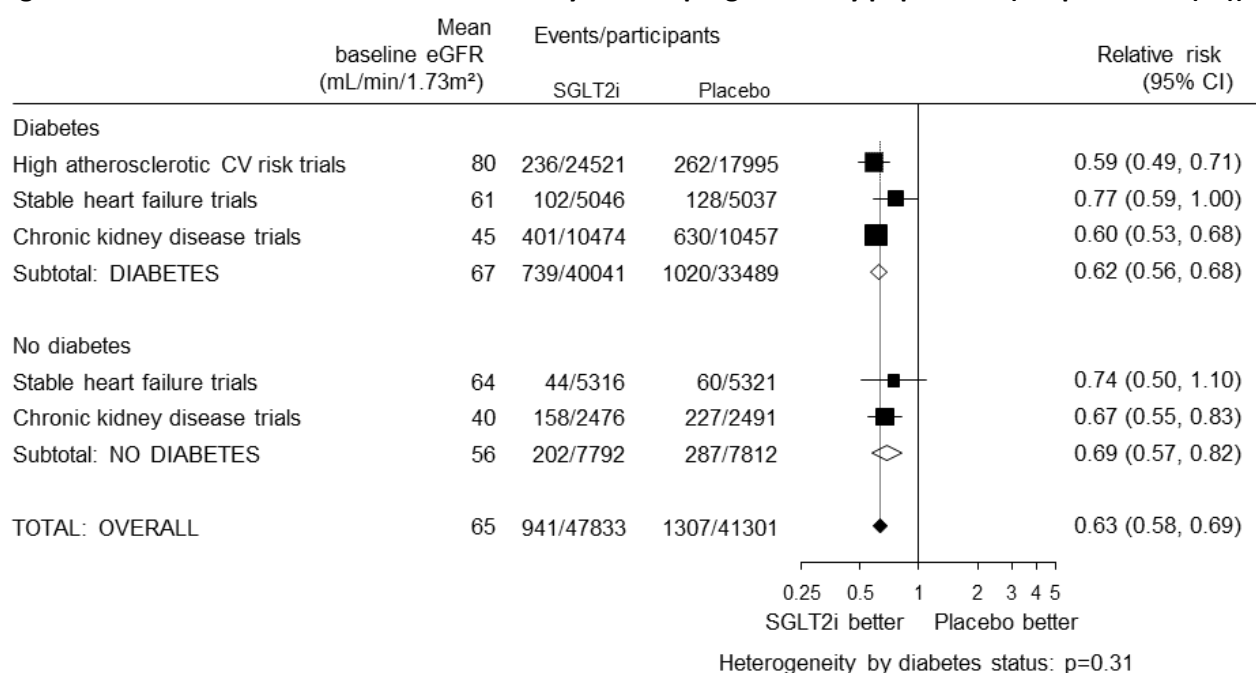 Mean
baseline eGFR
(mL/min/1.73m²)
Events/participants
SGLT2i Placebo
Relative risk
(95% CI)
Diabetes
High atherosclerotic CV risk trials 80 236/24521 262/17995 0.59 (0.49, 0.71)
Stable heart failure trials 61 102/5046 128/5037 0.77 (0.59, 1.00)
Chronic kidney disease trials 45 401/10474 630/10457 0.60 (0.53, 0.68)
Subtotal: DIABETES 67 739/40041 1020/33489 0.62 (0.56, 0.68)
No diabetes
Stable heart failure trials 64 44/5316 60/5321 0.74 (0.50, 1.10)
Chronic kidney disease trials 40 158/2476 227/2491 0.67 (0.55, 0.83)
Subtotal: NO DIABETES 56 202/7792 287/7812 0.69 (0.57, 0.82)
TOTAL: OVERALL 65 941/47833 1307/41301 0.63 (0.58, 0.69)
0.25 0.5 1 2 3 4 5
SGLT2i better Placebo better
Heterogeneity by diabetes status: p=0.31